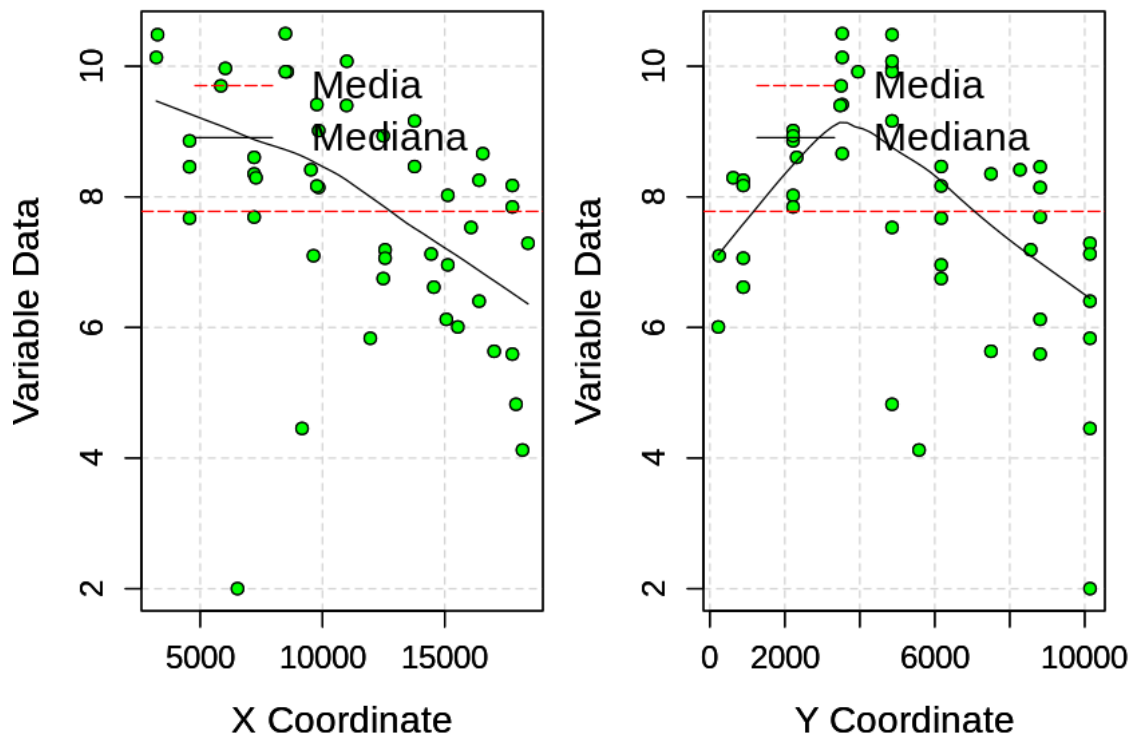 Variable Data
10
8
6
4
2
Media
Mediana
5000 10000 15000
X Coordinate
Variable Data
10
8
6
4
2
Media
Mediana
0 2000 6000 10000
Y Coordinate